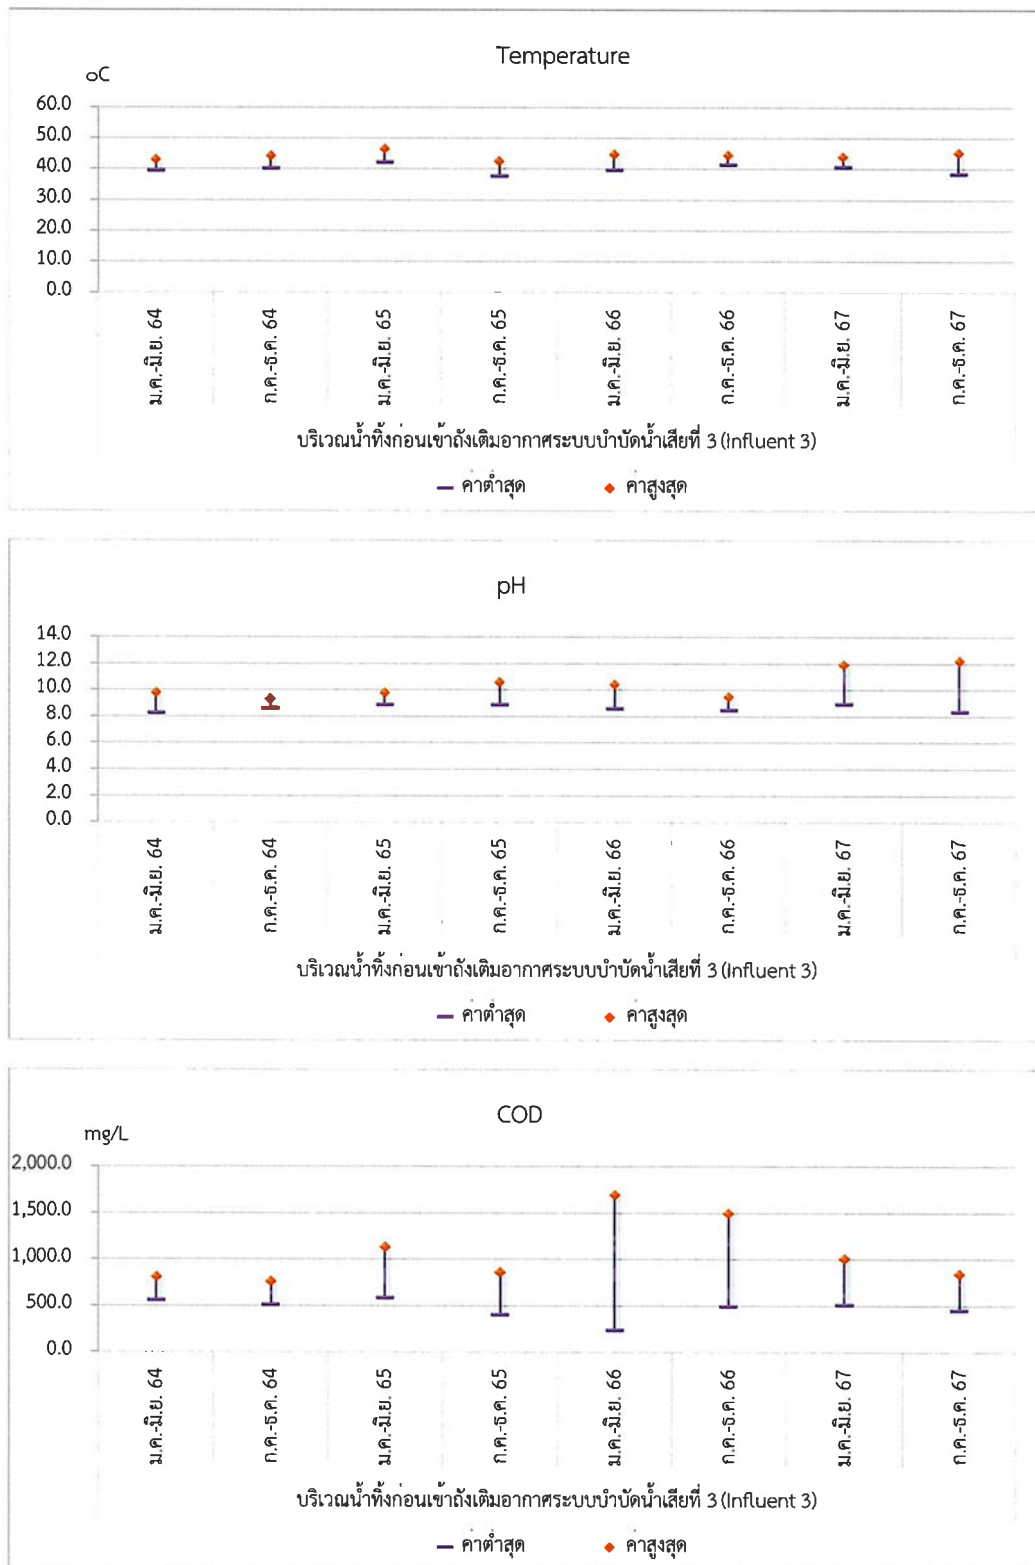 Temperature
oC
60.0
50.0
40.0
30.0
20.0
10.0
0.0
ม.ค.-มิ.ย. 64
ก.ค.-ธ.ค. 64
ม.ค.-มิ.ย. 65
ก.ค.-ธ.ค. 65
ม.ค.-มิ.ย. 66
ก.ค.-ธ.ค. 66
ม.ค.-มิ.ย. 67
ก.ค.-ธ.ค. 67
บริเวณน้ำทิ้งก่อนเข้าถังเติมอากาศระบบบำบัดน้ำเสียที่ 3 (Influent 3)
ค่าต่ำสุด ค่าสูงสุด
pH
14.0
12.0
10.0
8.0
6.0
4.0
2.0
0.0
ม.ค.-มิ.ย. 64
ก.ค.-ธ.ค. 64
ม.ค.-มิ.ย. 65
ก.ค.-ธ.ค. 65
ม.ค.-มิ.ย. 66
ก.ค.-ธ.ค. 66
ม.ค.-มิ.ย. 67
ก.ค.-ธ.ค. 67
บริเวณน้ำทิ้งก่อนเข้าถังเติมอากาศระบบบำบัดน้ำเสียที่ 3 (Influent 3)
ค่าต่ำสุด ค่าสูงสุด
COD
mg/L
2,000.0
1,500.0
1,000.0
500.0
0.0
ม.ค.-มิ.ย. 64
ก.ค.-ธ.ค. 64
ม.ค.-มิ.ย. 65
ก.ค.-ธ.ค. 65
ม.ค.-มิ.ย. 66
ก.ค.-ธ.ค. 66
ม.ค.-มิ.ย. 67
ก.ค.-ธ.ค. 67
บริเวณน้ำทิ้งก่อนเข้าถังเติมอากาศระบบบำบัดน้ำเสียที่ 3 (Influent 3)
ค่าต่ำสุด ค่าสูงสุด